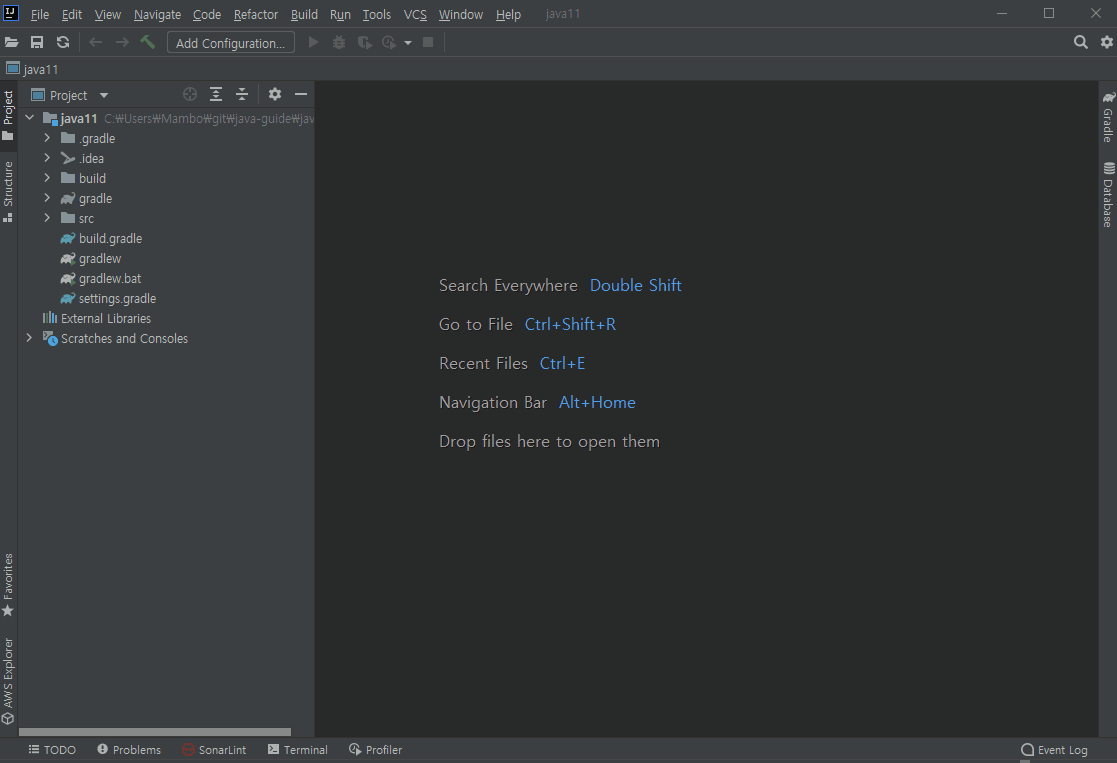 IJ File Edit View Navigate Code Refactor Build Run Tools VCS Window Help java11
Add Configuration...
java11
Project
java11 C:₩Users₩Mambo₩git₩java-guide₩jav
.gradle
.idea
build
gradle
src
build.gradle
gradlew
gradlew.bat
settings.gradle
External Libraries
Scratches and Consoles
Project
Structure
Favorites
AWS Explorer
Search Everywhere Double Shift
Go to File Ctrl+Shift+R
Recent Files Ctrl+E
Navigation Bar Alt+Home
Drop files here to open them
Gradle
Database
TODO Problems SonarLint Terminal Profiler Event Log